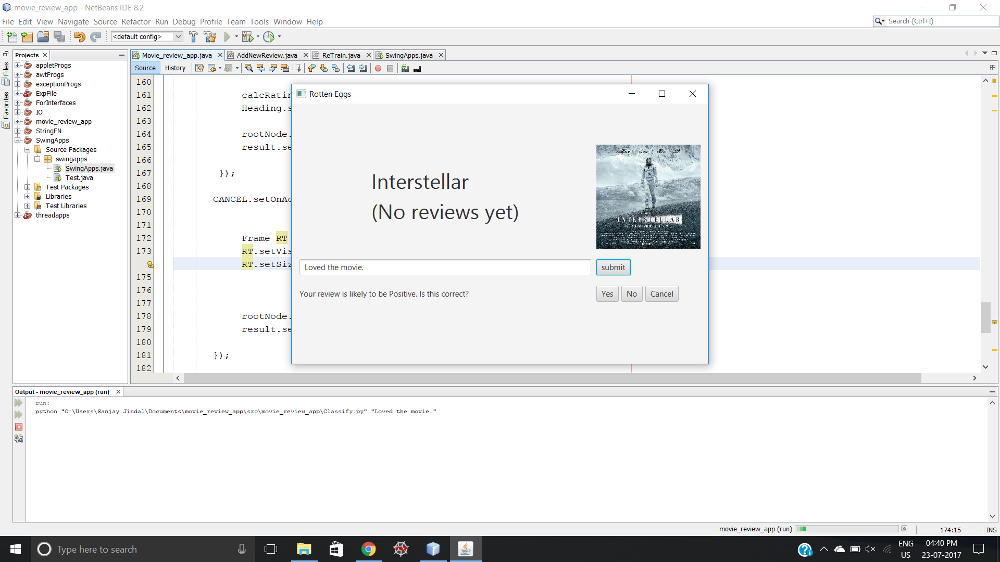 movie_review_app - NetBeans IDE 8.2
File Edit View Navigate Source Refactor Run Debug Profile Team Tools Window Help
Search (Ctrl+I)
<default config>
Files
Favorites
Projects
appletProgs
awtProgs
exceptionProgs
ExpFile
ForInterfaces
IO
movie_review_app
StringFN
SwingApps
Source Packages
swingapps
SwingApps.java
Test.java
Test Packages
Libraries
Test Libraries
threadapps
Movie_review_app.java AddNewReview.java ReTrain.java SwingApps.java
Source History
160
161 calcRatin
162 Heading.s
163
164 rootNode.
165 result.se
166
167 });
168
169 CANCEL.setOnAc
170
171
172 Frame RT
173 RT.setVis
RT.setSiz
175
176
177
178 rootNode.
179 result.se
180
181 });
182
Rotten Eggs
Interstellar
(No reviews yet)
INTERSTELLAR
Loved the movie.
submit
Your review is likely to be Positive. Is this correct?
Yes No Cancel
Output - movie_review_app (run)
run:
python "C:\Users\Sanjay Jindal\Documents\movie_review_app\src\movie_review_app\Classify.py" "Loved the movie."
movie_review_app (run)
174:15
INS
Type here to search
ENG
US
04:40 PM
23-07-2017